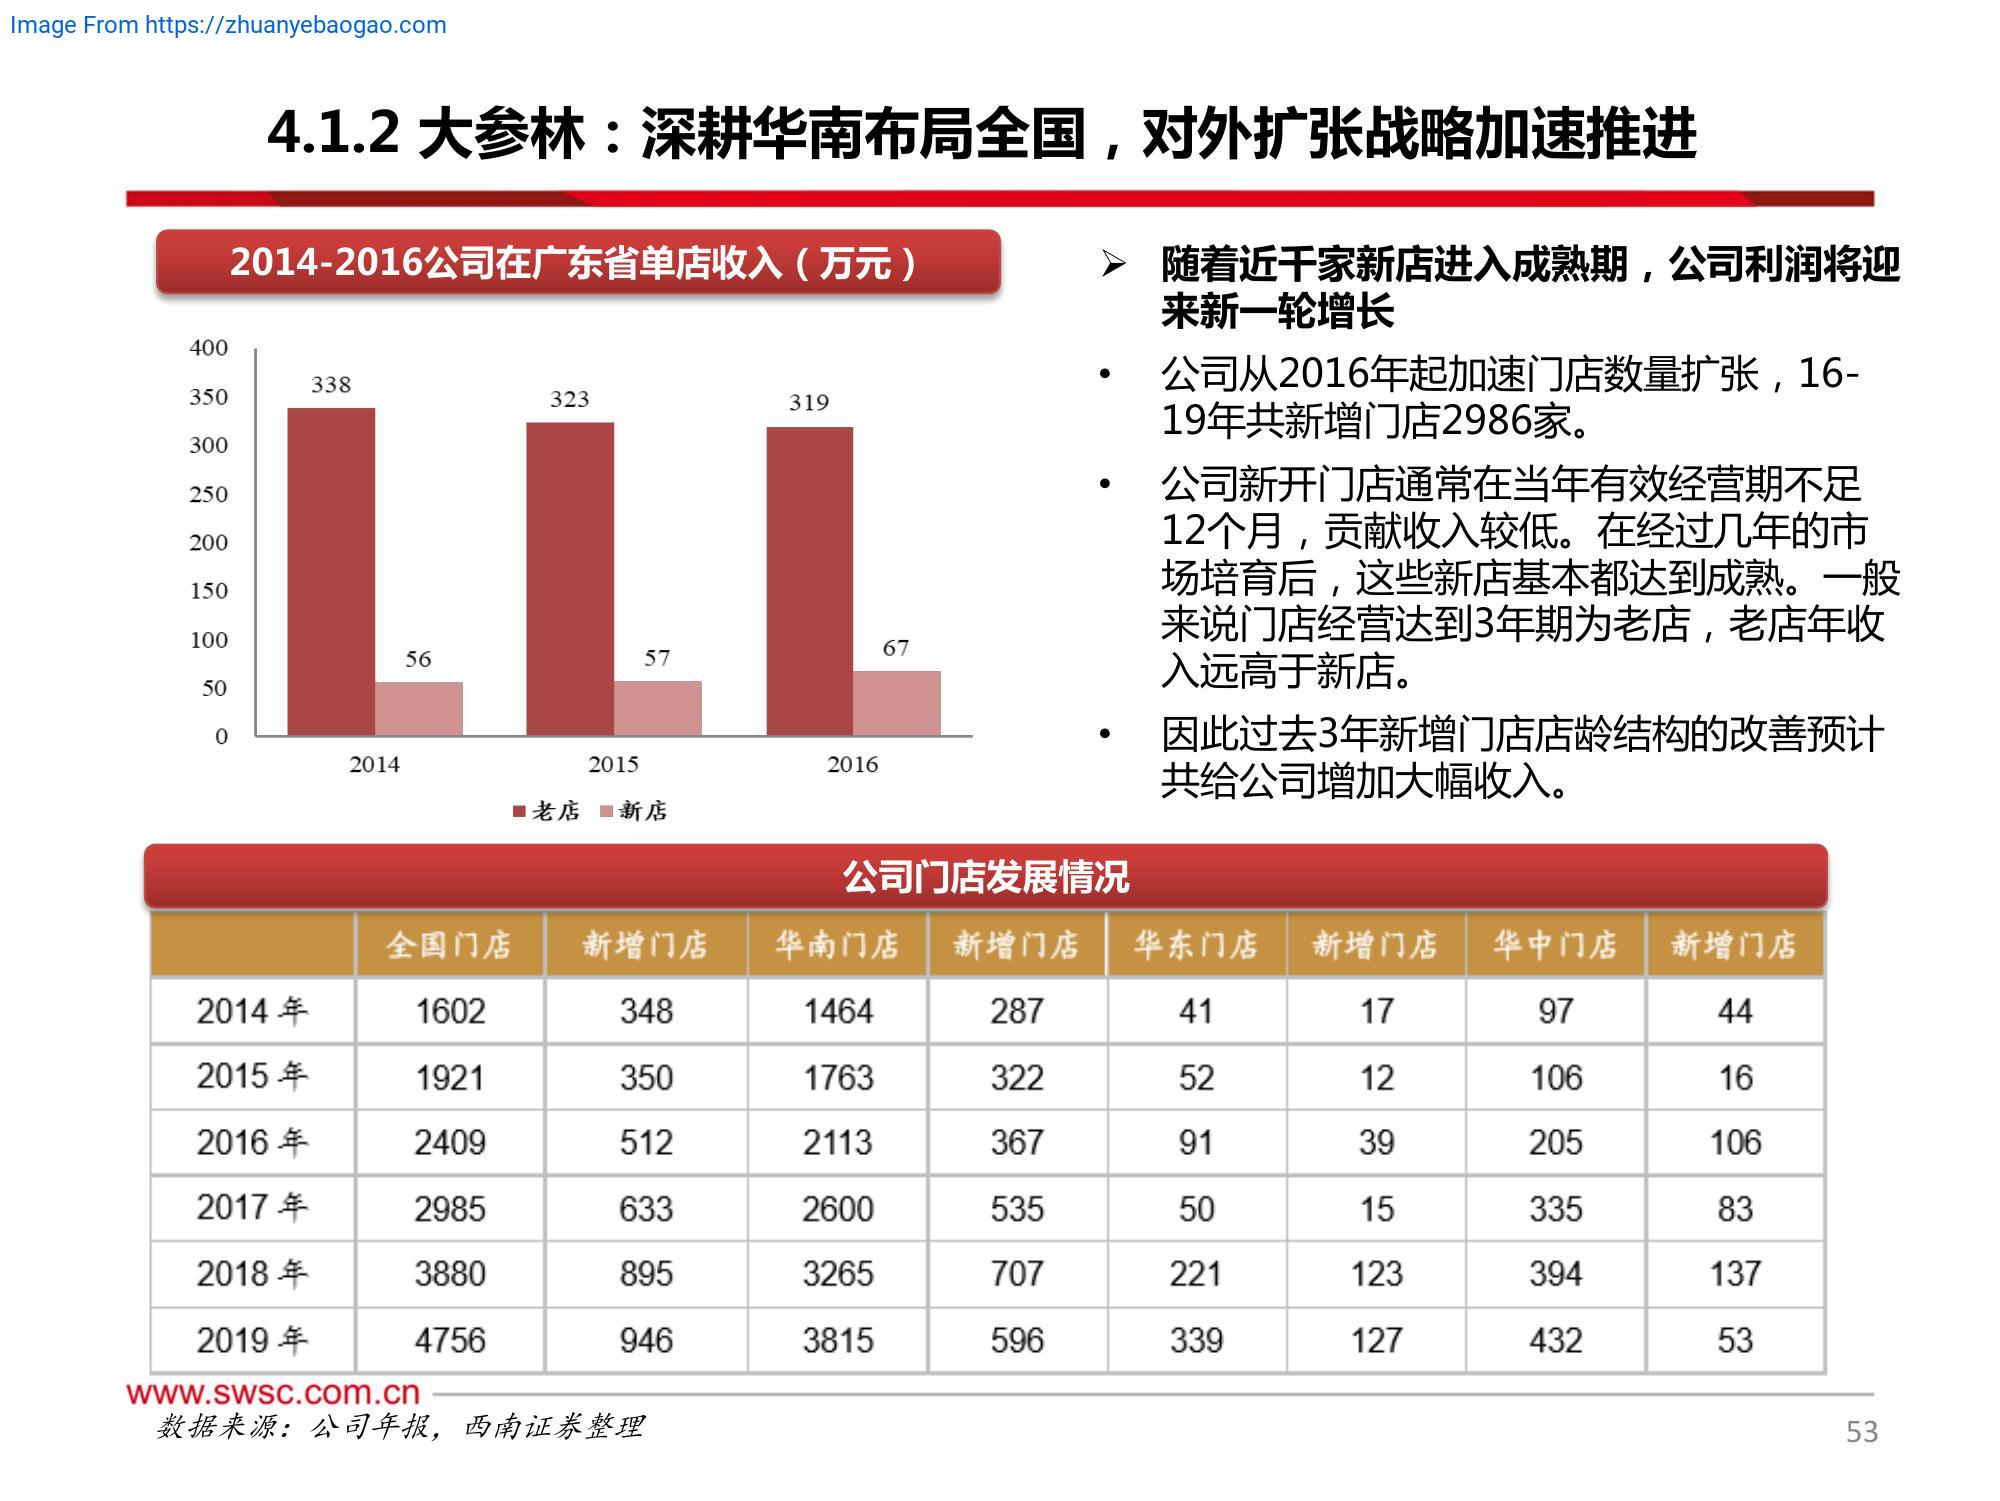 Image From https://zhuanyebaogao.com
4.1.2 大参林：深耕华南布局全国，对外扩张战略加速推进
2014-2016公司在广东省单店收入（万元）
400
350
300
250
200
150
100
50
0
338
56
323
57
319
67
2014
2015
2016
老店 新店
➢ 随着近千家新店进入成熟期，公司利润将迎
来新一轮增长
• 公司从2016年起加速门店数量扩张，16-
19年共新增门店2986家。
• 公司新开门店通常在当年有效经营期不足
12个月，贡献收入较低。在经过几年的市
场培育后，这些新店基本都达到成熟。一般
来说门店经营达到3年期为老店，老店年收
入远高于新店。
• 因此过去3年新增门店店龄结构的改善预计
共给公司增加大幅收入。
公司门店发展情况
全国门店 新增门店 华南门店 新增门店 华东门店 新增门店 华中门店 新增门店
2014 年 1602 348 1464 287 41 17 97 44
2015 年 1921 350 1763 322 52 12 106 16
2016 年 2409 512 2113 367 91 39 205 106
2017 年 2985 633 2600 535 50 15 335 83
2018 年 3880 895 3265 707 221 123 394 137
2019 年 4756 946 3815 596 339 127 432 53
www.swsc.com.cn
数据来源：公司年报，西南证券整理
53